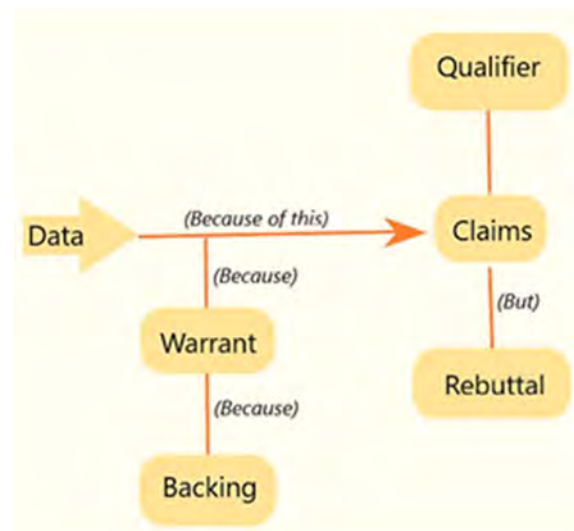 Qualifier
Data
(Because of this)
Claims
(Because)
(But)
Warrant
Rebuttal
(Because)
Backing